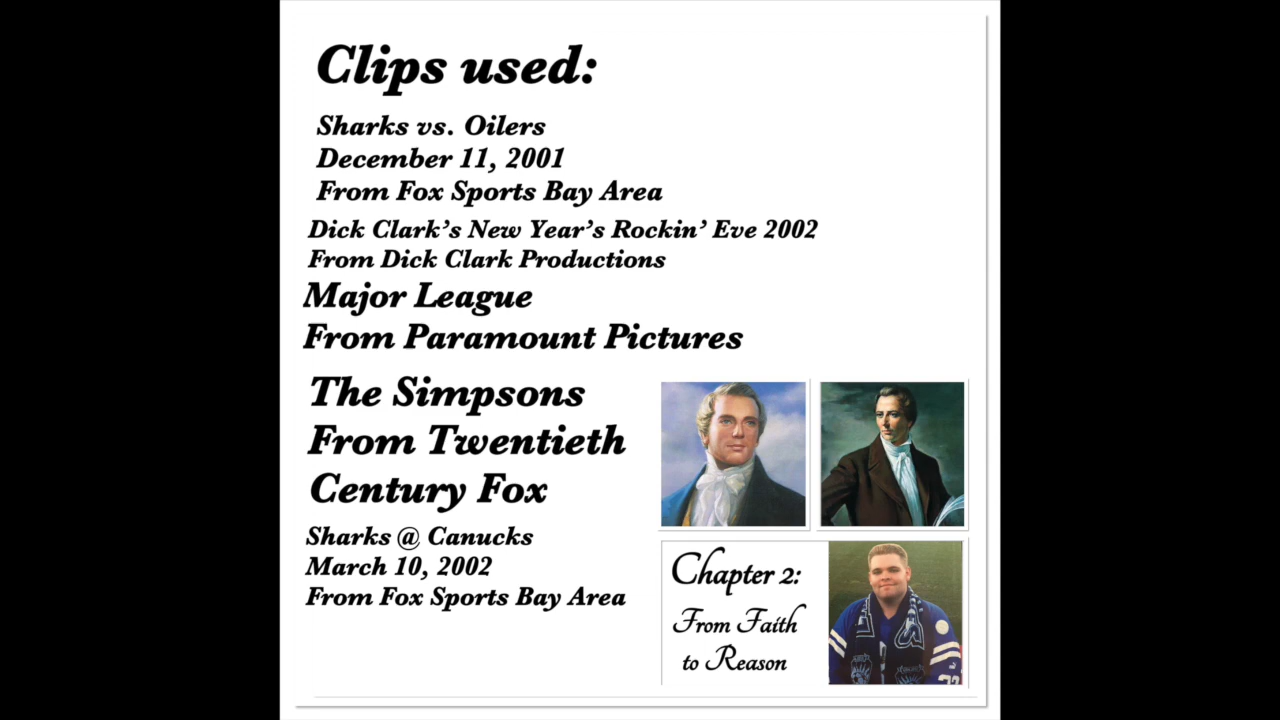 Clips used:
Sharks vs. Oilers
December 11, 2001
From Fox Sports Bay Area
Dick Clark's New Year's Rockin' Eve 2002
From Dick Clark Productions
Major League
From Paramount Pictures
The Simpsons
From Twentieth
Century Fox
Sharks @ Canucks
March 10, 2002
From Fox Sports Bay Area
Chapter 2:
From Faith
to Reason